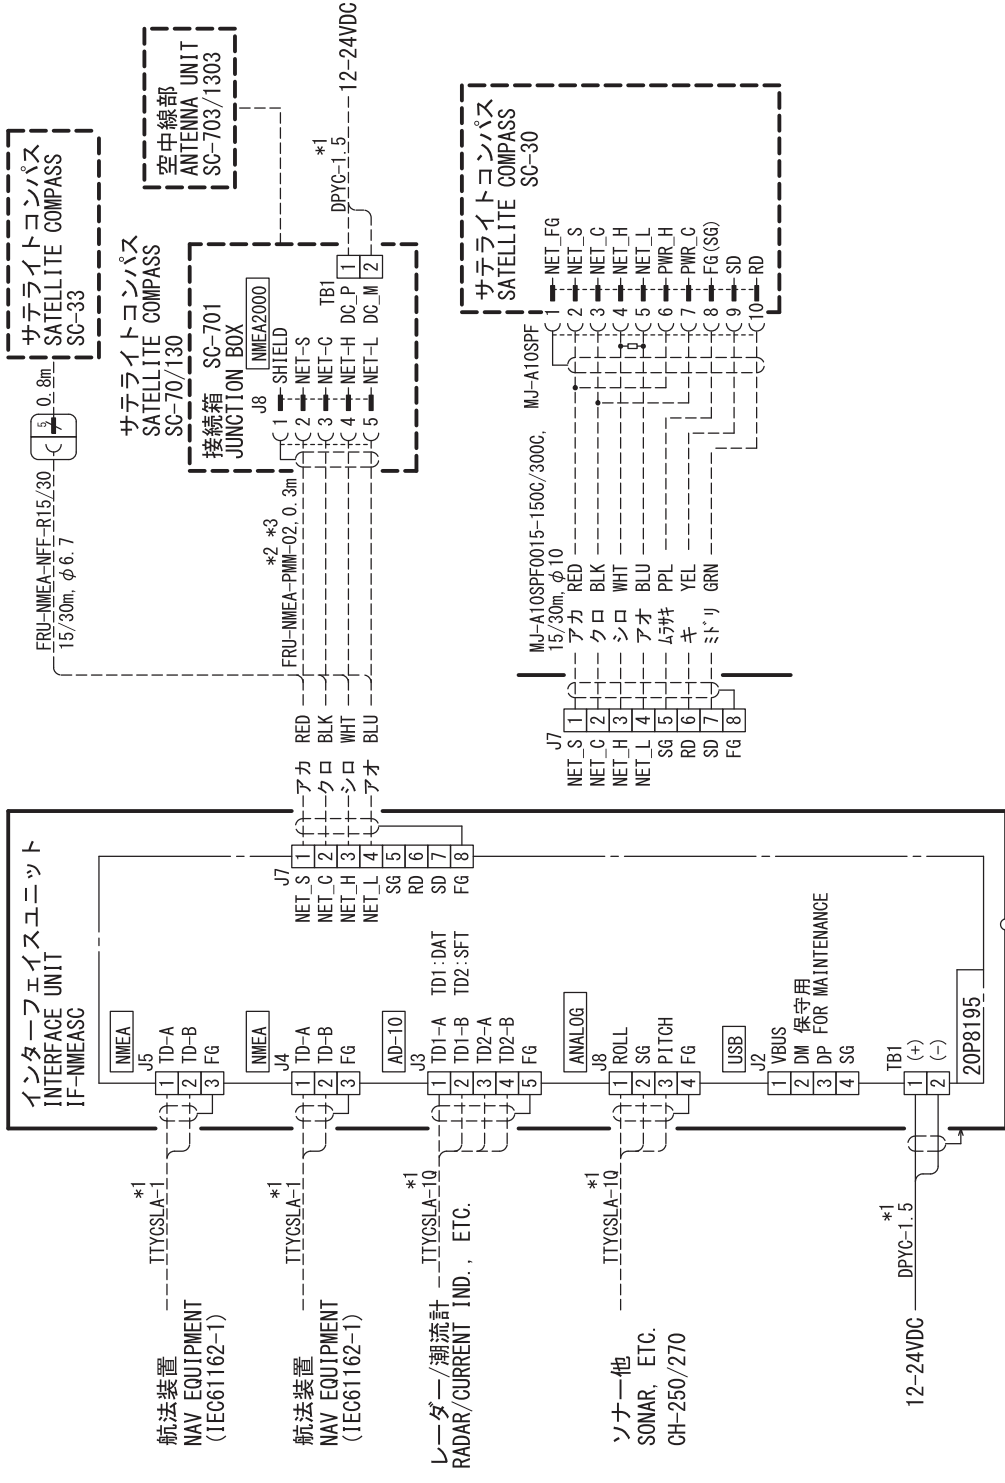 インターフェイスユニット
INTERFACE UNIT
IF-NMEASC
航法装置
NAV EQUIPMENT
(IEC61162-1)
TTYCSLA-1
*1
NMEA
J5
1 TD-A
2 TD-B
3 FG
航法装置
NAV EQUIPMENT
(IEC61162-1)
TTYCSLA-1
*1
NMEA
J4
1 TD-A
2 TD-B
3 FG
レーダー/潮流計
RADAR/CURRENT IND., ETC.
TTYCSLA-1Q
*1
AD-10
J3
1 TD1-A TD1:DAT
2 TD1-B TD2:SFT
3 TD2-A
4 TD2-B
5 FG
ソナー他
SONAR, ETC.
CH-250/270
TTYCSLA-1Q
*1
ANALOG
J8
1 ROLL
2 SG
3 PITCH
4 FG
USB
J2
1 VBUS
2 DM 保守用
3 DP FOR MAINTENANCE
4 SG
12-24VDC
DPYC-1.5
*1
TB1
1 (+)
2 (-)
20P8195
J7
NET_S 1 アカ RED
NET_C 2 クロ BLK
NET_H 3 シロ WHT
NET_L 4 アオ BLU
SG 5
RD 6
SD 7
FG 8
FRU-NMEA-NFF-R15/30
15/30m, φ6.7
5
0.8m
サテライトコンパス
SATELLITE COMPASS
SC-33
*2 *3
FRU-NMEA-PMM-02, 0.3m
サテライトコンパス
SATELLITE COMPASS
SC-70/130
接続箱 SC-701
JUNCTION BOX
J8
NMEA2000
1 SHIELD
2 NET-S
3 NET-C
4 NET-H
5 NET-L
TB1
DC_P 1
DC_M 2
DPYC-1.5
*1
12-24VDC
空中線部
ANTENNA UNIT
SC-703/1303
J7
NET_S 1 アカ RED
NET_C 2 クロ BLK
NET_H 3 シロ WHT
NET_L 4 アオ BLU
SG 5 ムラサキ PPL
RD 6 キ YEL
SD 7 ミドリ GRN
FG 8
MJ-A10SPF0015-150C/300C,
15/30m, φ10
MJ-A10SPF
サテライトコンパス
SATELLITE COMPASS
SC-30
1 NET_FG
2 NET_S
3 NET_C
4 NET_H
5 NET_L
6 PWR_H
7 PWR_C
8 FG(SG)
9 SD
10 RD